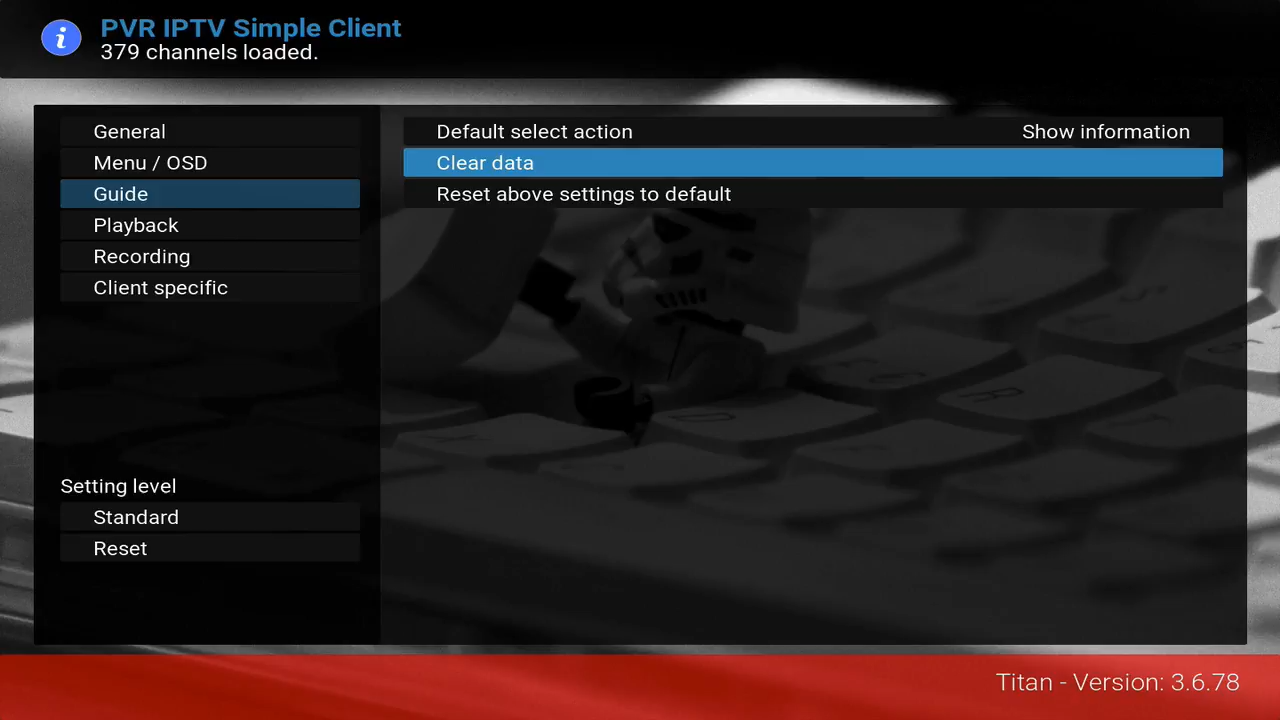 PVR IPTV Simple Client
379 channels loaded.
General
Menu / OSD
Guide
Playback
Recording
Client specific
Setting level
Standard
Reset
Default select action Show information
Clear data
Reset above settings to default
Titan - Version: 3.6.78